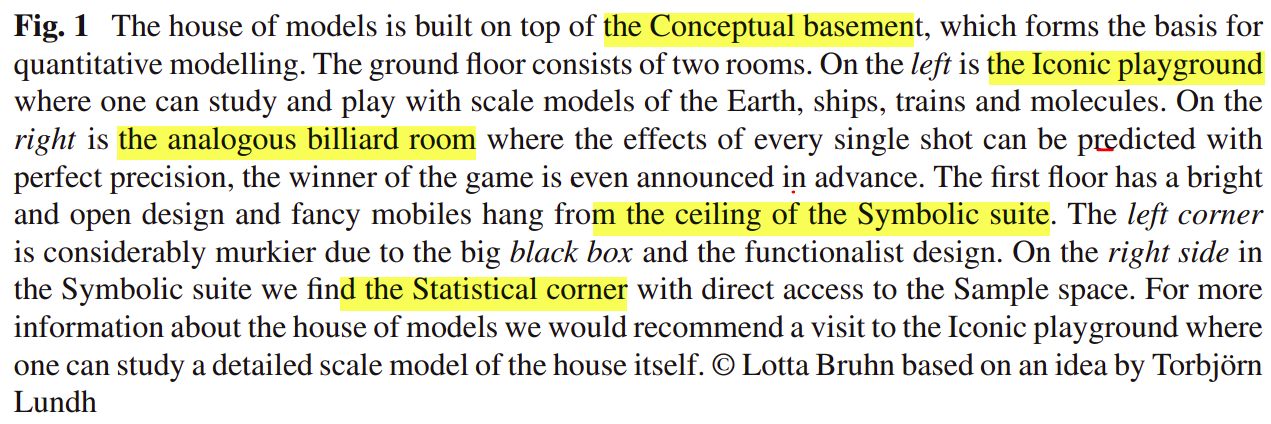 Fig. 1 The house of models is built on top of the Conceptual basement, which forms the basis for
quantitative modelling. The ground floor consists of two rooms. On the left is the Iconic playground
where one can study and play with scale models of the Earth, ships, trains and molecules. On the
right is the analogous billiard room where the effects of every single shot can be predicted with
perfect precision, the winner of the game is even announced in advance. The first floor has a bright
and open design and fancy mobiles hang from the ceiling of the Symbolic suite. The left corner
is considerably murkier due to the big black box and the functionalist design. On the right side in
the Symbolic suite we find the Statistical corner with direct access to the Sample space. For more
information about the house of models we would recommend a visit to the Iconic playground where
one can study a detailed scale model of the house itself. © Lotta Bruhn based on an idea by Torbjörn
Lundh